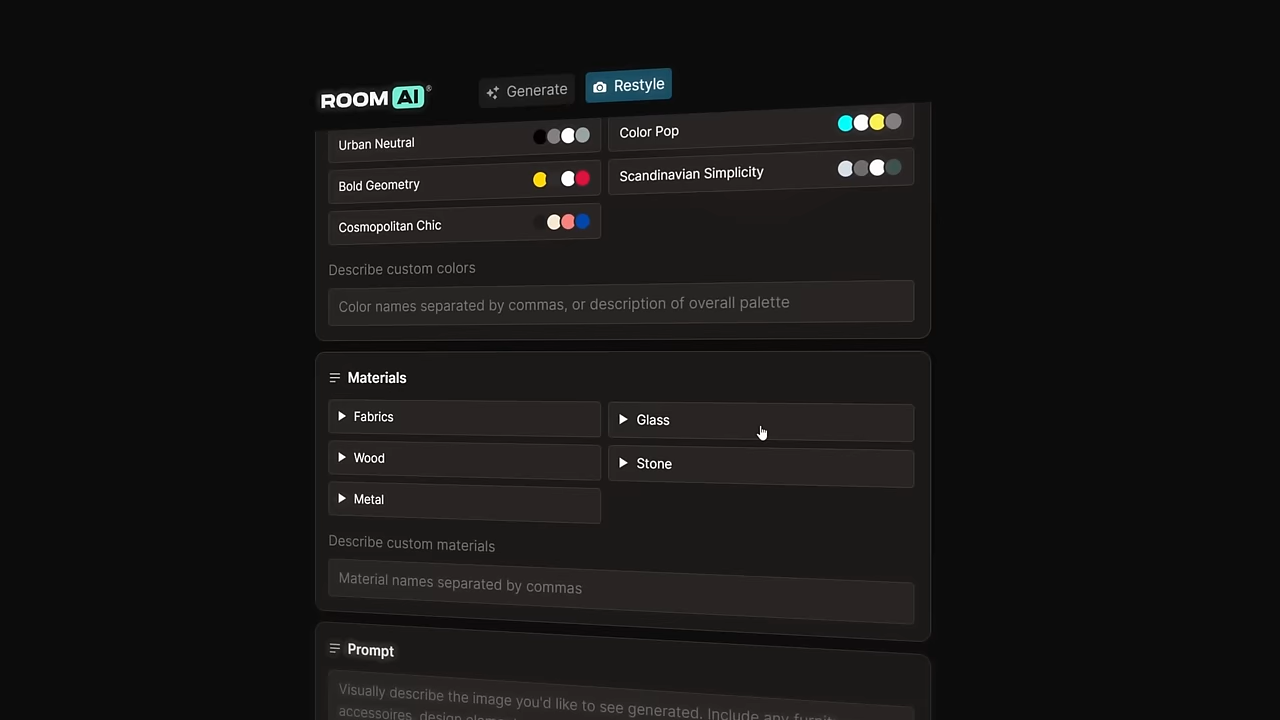 ROOM AI®
Generate
Restyle
Urban Neutral
Color Pop
Bold Geometry
Scandinavian Simplicity
Cosmopolitan Chic
Describe custom colors
Color names separated by commas, or description of overall palette
Materials
Fabrics
Glass
Wood
Stone
Metal
Describe custom materials
Material names separated by commas
Prompt
Visually describe the image you'd like to see generated. Include any
accessoires, design